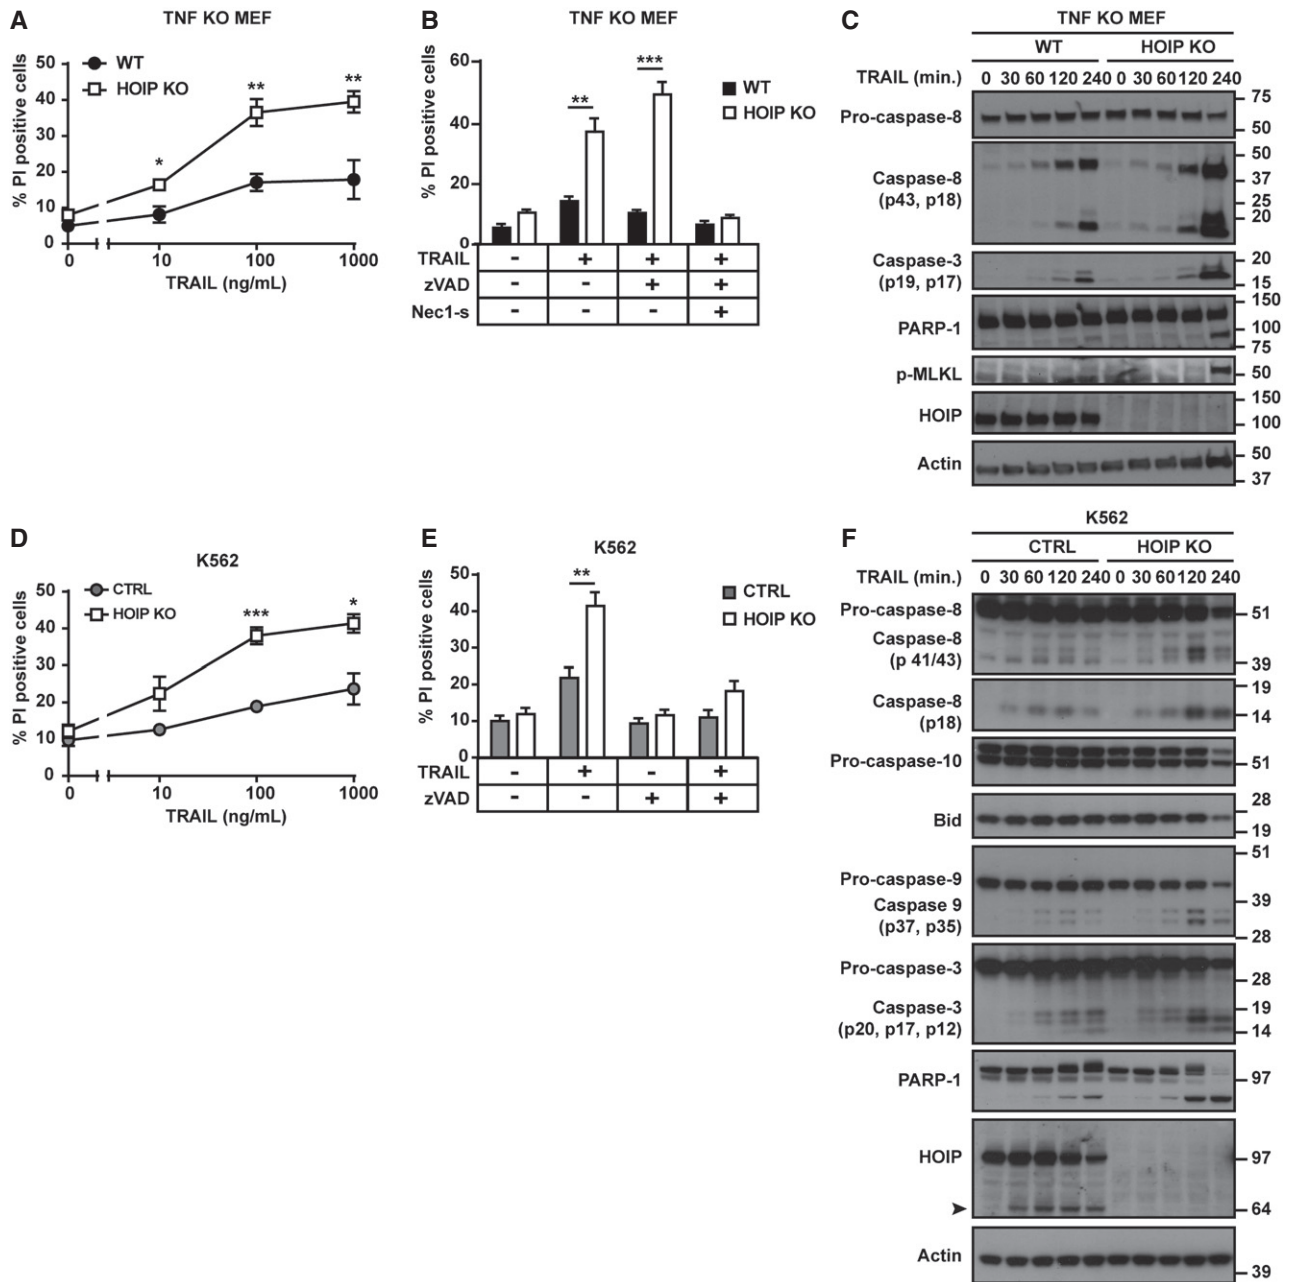 A
TNF KO MEF
% PI positive cells
50
40
30
20
10
0
WT
HOIP KO
*
**
**
0
10
100
1000
TRAIL (ng/mL)
B
TNF KO MEF
% PI positive cells
60
40
20
0
**
***
WT
HOIP KO
TRAIL - + + +
zVAD - - + +
Nec1-s - - - +
C
TNF KO MEF
WT HOIP KO
TRAIL (min.) 0 30 60 120 240 0 30 60 120 240
Pro-caspase-8
75
50
Caspase-8
(p43, p18)
50
37
25
20
Caspase-3
(p19, p17)
20
15
PARP-1
150
100
75
p-MLKL
50
HOIP
150
100
Actin
50
37
D
K562
% PI positive cells
50
40
30
20
10
0
CTRL
HOIP KO
***
*
0
10
100
1000
TRAIL (ng/mL)
E
K562
% PI positive cells
50
40
30
20
10
0
**
CTRL
HOIP KO
TRAIL - + - +
zVAD - - + +
F
K562
CTRL HOIP KO
TRAIL (min.) 0 30 60 120 240 0 30 60 120 240
Pro-caspase-8
51
Caspase-8
(p 41/43)
39
Caspase-8
(p18)
19
14
Pro-caspase-10
51
Bid
28
19
51
Pro-caspase-9
Caspase 9
(p37, p35)
39
28
Pro-caspase-3
28
Caspase-3
(p20, p17, p12)
19
14
PARP-1
97
HOIP
97
64
Actin
39